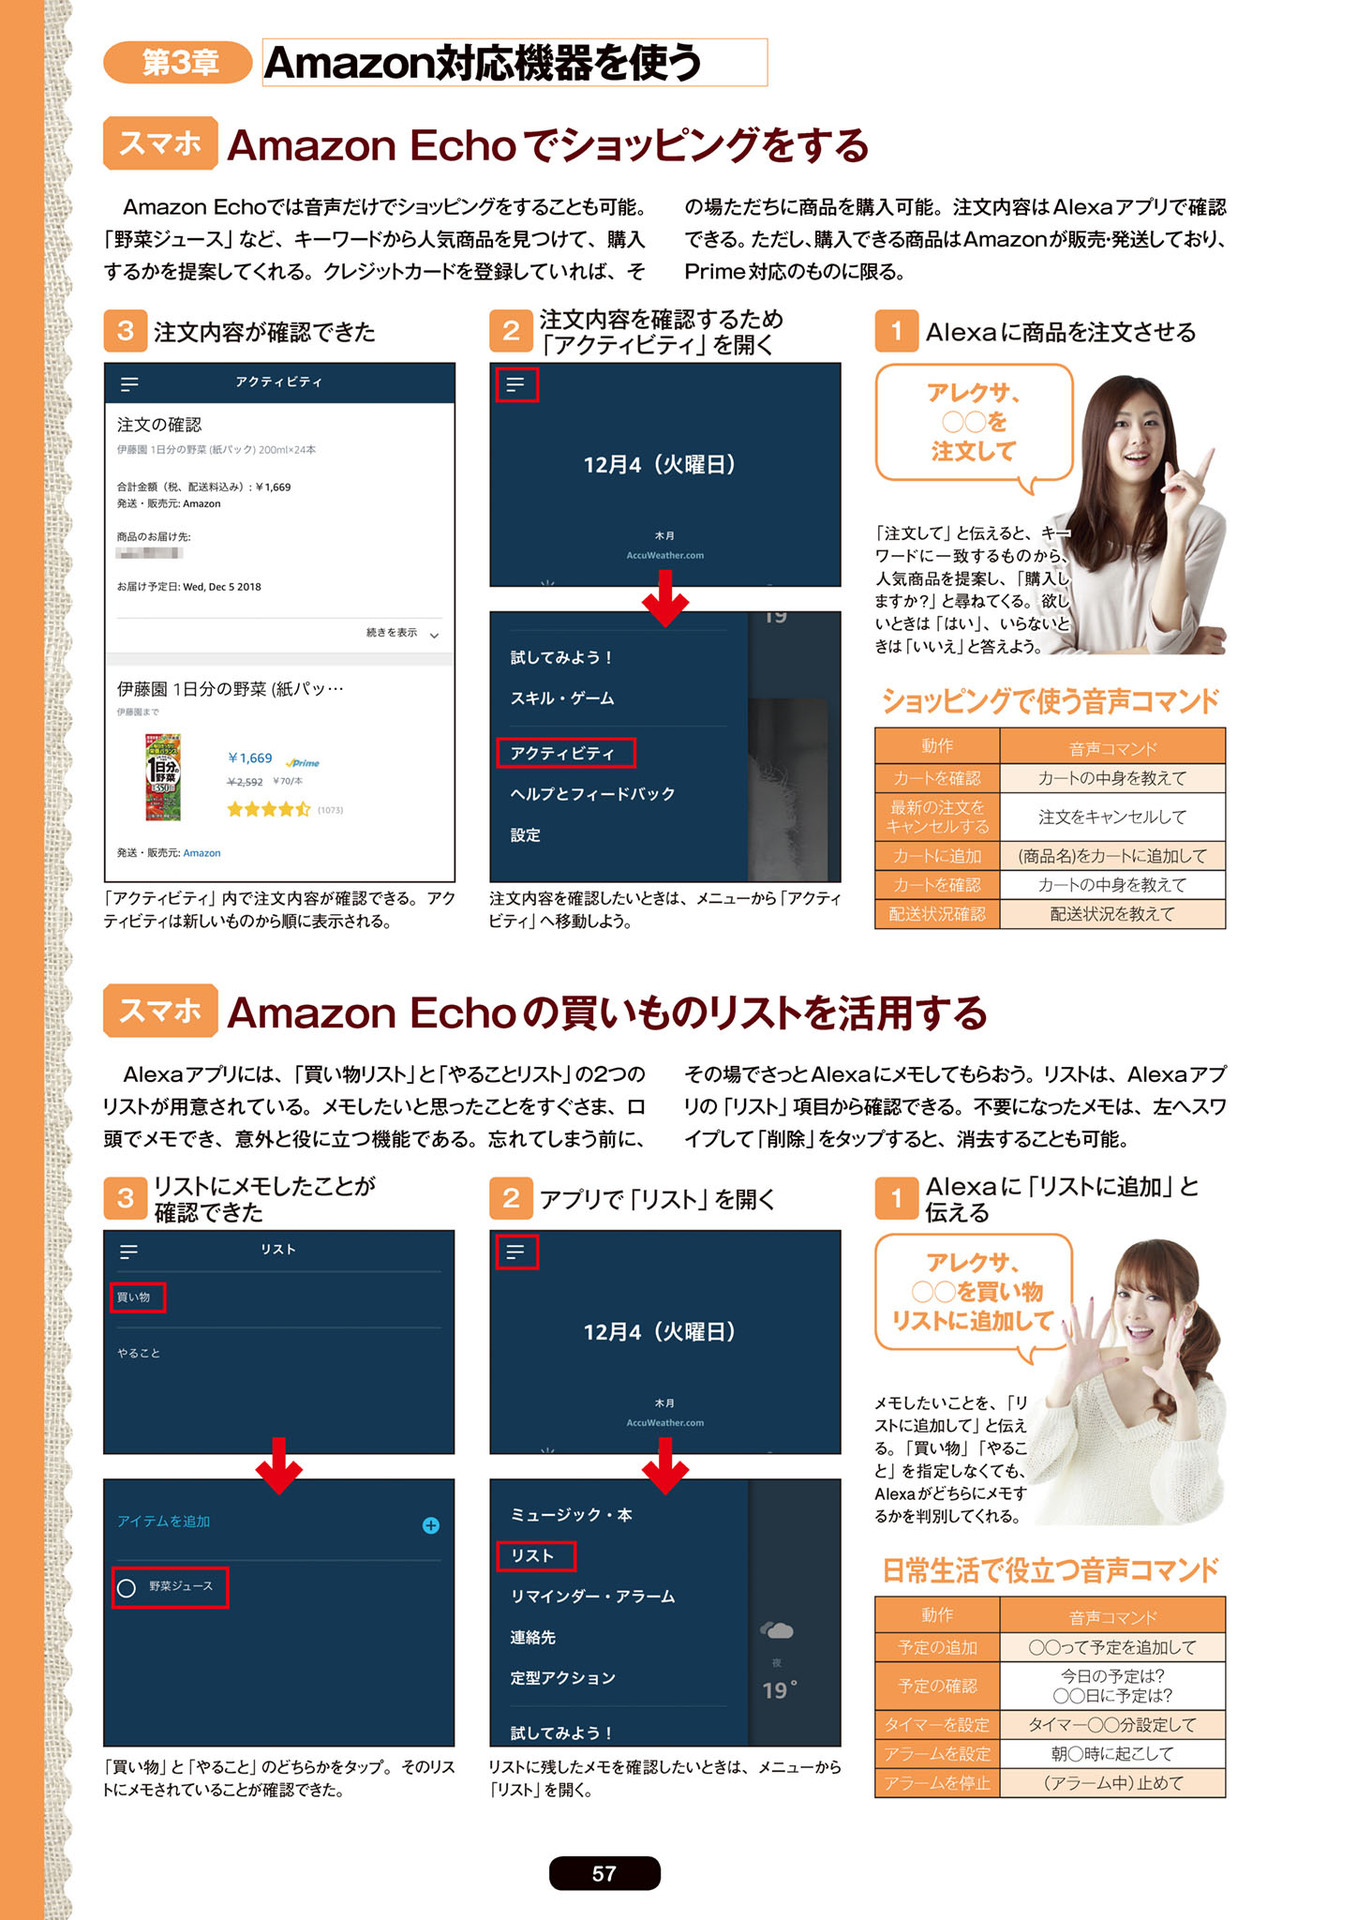 第3章 Amazon対応機器を使う
スマホ Amazon Echoでショッピングをする
Amazon Echoでは音声だけでショッピングをすることも可能。
「野菜ジュース」など、キーワードから人気商品を見つけて、購入
するかを提案してくれる。クレジットカードを登録していれば、そ
の場ただちに商品を購入可能。注文内容はAlexaアプリで確認
できる。ただし、購入できる商品はAmazonが販売・発送しており、
Prime対応のものに限る。
1 Alexaに商品を注文させる
アレクサ、
〇〇を
注文して
「注文して」と伝えると、キー
ワードに一致するものから、
人気商品を提案し、「購入し
ますか?」と尋ねてくる。欲し
いときは「はい」、いらないと
きは「いいえ」と答えよう。
ショッピングで使う音声コマンド
動作 音声コマンド
カートを確認 カートの中身を教えて
最新の注文を
キャンセルする 注文をキャンセルして
カートに追加 (商品名)をカートに追加して
カートを確認 カートの中身を教えて
配送状況確認 配送状況を教えて
2 注文内容を確認するため
「アクティビティ」を開く
12月4（火曜日）
木月
AccuWeather.com
19
試してみよう！
スキル・ゲーム
アクティビティ
ヘルプとフィードバック
設定
注文内容を確認したいときは、メニューから「アクティ
ビティ」へ移動しよう。
3 注文内容が確認できた
アクティビティ
注文の確認
伊藤園 1日分の野菜 (紙パック) 200ml×24本
合計金額（税、配送料込み）: ￥1,669
発送・販売元: Amazon
商品のお届け先:
お届け予定日: Wed, Dec 5 2018
続きを表示
伊藤園 1日分の野菜 (紙パッ…
伊藤園まで
1日分の
野菜
350
￥1,669 Prime
￥2,592 ￥70/本
(1073)
発送・販売元: Amazon
「アクティビティ」内で注文内容が確認できる。アク
ティビティは新しいものから順に表示される。
スマホ Amazon Echoの買いものリストを活用する
Alexaアプリには、「買い物リスト」と「やることリスト」の2つの
リストが用意されている。メモしたいと思ったことをすぐさま、口
頭でメモでき、意外と役に立つ機能である。忘れてしまう前に、
その場でさっとAlexaにメモしてもらおう。リストは、Alexaアプ
リの「リスト」項目から確認できる。不要になったメモは、左へスワ
イプして「削除」をタップすると、消去することも可能。
1 Alexaに「リストに追加」と
伝える
アレクサ、
〇〇を買い物
リストに追加して
メモしたいことを、「リ
ストに追加して」と伝え
る。「買い物」「やるこ
と」を指定しなくても、
Alexaがどちらにメモす
るかを判別してくれる。
日常生活で役立つ音声コマンド
動作 音声コマンド
予定の追加 〇〇って予定を追加して
予定の確認 今日の予定は?
〇〇日に予定は?
タイマーを設定 タイマー〇〇分設定して
アラームを設定 朝〇時に起こして
アラームを停止 （アラーム中）止めて
2 アプリで「リスト」を開く
12月4（火曜日）
木月
AccuWeather.com
ミュージック・本
リスト
リマインダー・アラーム
連絡先
定型アクション
試してみよう！
夜
19°
リストに残したメモを確認したいときは、メニューから
「リスト」を開く。
3 リストにメモしたことが
確認できた
リスト
買い物
やること
アイテムを追加
野菜ジュース
「買い物」と「やること」のどちらかをタップ。そのリス
トにメモされていることが確認できた。
57